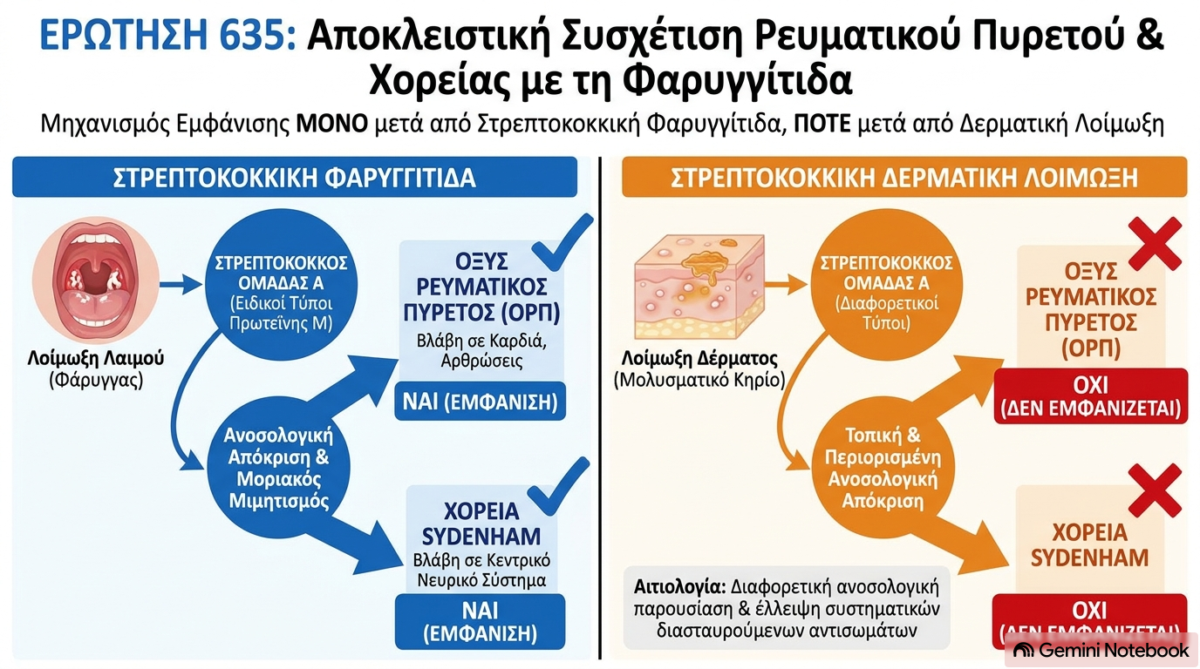 ΕΡΩΤΗΣΗ 635: Αποκλειστική Συσχέτιση Ρευματικού Πυρετού &
Χορείας με τη Φαρυγγίτιδα
Μηχανισμός Εμφάνισης ΜΟΝΟ μετά από Στρεπτοκοκκική Φαρυγγίτιδα, ΠΟΤΕ μετά από Δερματική Λοίμωξη
ΣΤΡΕΠΤΟΚΟΚΚΙΚΗ ΦΑΡΥΓΓΙΤΙΔΑ
Λοίμωξη Λαιμού
(Φάρυγγας)
ΣΤΡΕΠΤΟΚΟΚΚΟΣ
ΟΜΑΔΑΣ Α
(Ειδικοί Τύποι
Πρωτεΐνης Μ)
ΟΞΥΣ
ΡΕΥΜΑΤΙΚΟΣ
ΠΥΡΕΤΟΣ (ΟΡΠ)
Βλάβη σε Καρδιά,
Αρθρώσεις
ΝΑΙ (ΕΜΦΑΝΙΣΗ)
Ανοσολογική
Απόκριση &
Μοριακός
Μιμητισμός
ΧΟΡΕΙΑ
SYDENHAM
Βλάβη σε Κεντρικό
Νευρικό Σύστημα
ΝΑΙ
(ΕΜΦΑΝΙΣΗ)
ΣΤΡΕΠΤΟΚΟΚΚΙΚΗ ΔΕΡΜΑΤΙΚΗ ΛΟΙΜΩΞΗ
Λοίμωξη Δέρματος
(Μολυσματικό Κηρίο)
ΣΤΡΕΠΤΟΚΟΚΚΟΣ
ΟΜΑΔΑΣ Α
(Διαφορετικοί
Τύποι)
ΟΞΥΣ
ΡΕΥΜΑΤΙΚΟΣ
ΠΥΡΕΤΟΣ
(ΟΡΠ)
ΟΧΙ
(ΔΕΝ ΕΜΦΑΝΙΖΕΤΑΙ)
Τοπική &
Περιορισμένη
Ανοσολογική
Απόκριση
ΧΟΡΕΙΑ
SYDENHAM
ΟΧΙ
(ΔΕΝ ΕΜΦΑΝΙΖΕΤΑΙ)
Αιτιολογία: Διαφορετική ανοσολογική
παρουσίαση & έλλειψη συστηματικών
διασταυρούμενων αντισωμάτων
Gemini Notebook